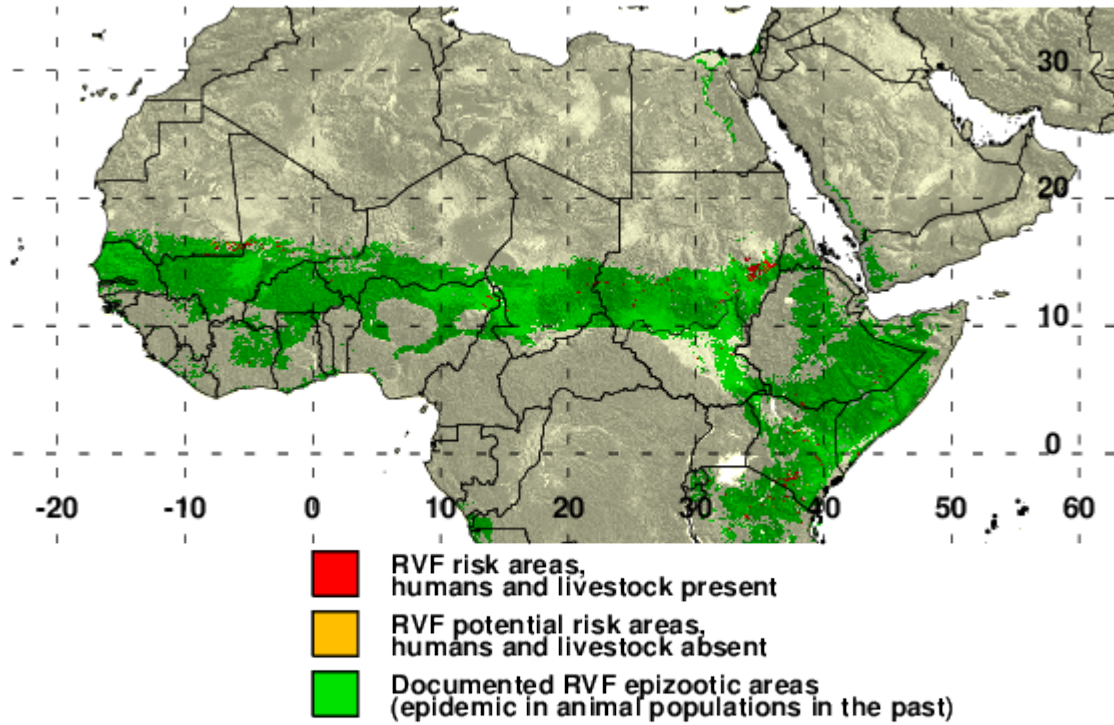 30
20
10
0
-20 -10 0 10 20 30 40 50 60
RVF risk areas,
humans and livestock present
RVF potential risk areas,
humans and livestock absent
Documented RVF epizootic areas
(epidemic in animal populations in the past)